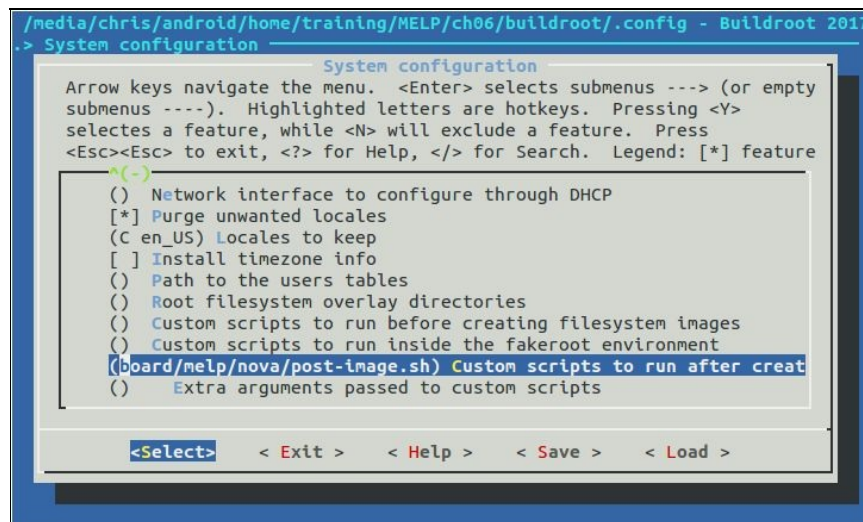 /media/chris/android/home/training/MELP/ch06/buildroot/.config - Buildroot 201
.> System configuration
System configuration
Arrow keys navigate the menu. <Enter> selects submenus ---> (or empty
submenus ----). Highlighted letters are hotkeys. Pressing <Y>
selectes a feature, while <N> will exclude a feature. Press
<Esc><Esc> to exit, <?> for Help, </> for Search. Legend: [*] feature
^(-)
() Network interface to configure through DHCP
[*] Purge unwanted locales
(C en_US) Locales to keep
[ ] Install timezone info
() Path to the users tables
() Root filesystem overlay directories
() Custom scripts to run before creating filesystem images
() Custom scripts to run inside the fakeroot environment
(board/melp/nova/post-image.sh) Custom scripts to run after creat
() Extra arguments passed to custom scripts
<Select> < Exit > < Help > < Save > < Load >